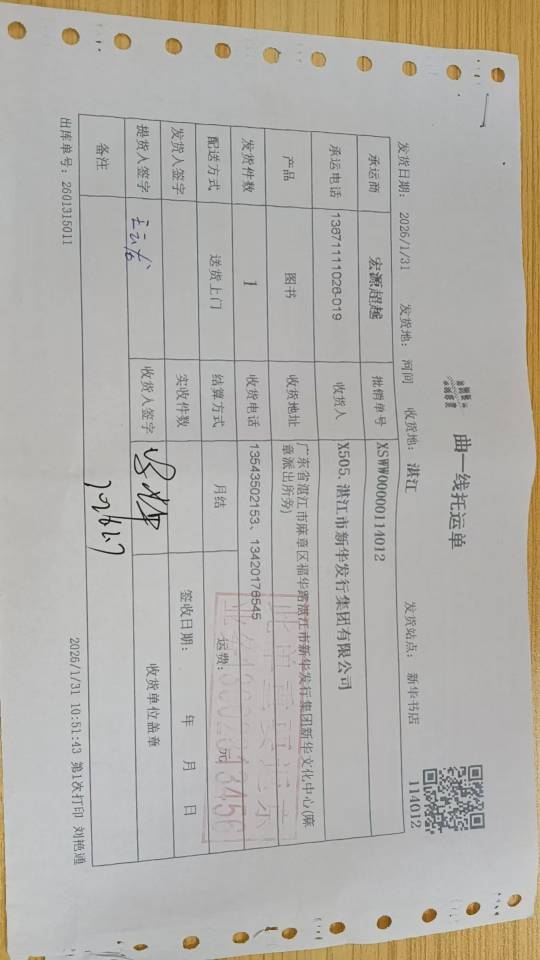 曲一线托运单
114012
发货日期： 2026/1/31 发货地： 河间 收货地： 湛江 发货站点： 新华书店
承运商 宏源超越 批销单号 XSWW00000114012
承运电话 13671111028-019 收货人 X505.湛江市新华发行集团有限公司
产品 图书 收货地址 广东省湛江市麻章区福华路湛江市新华发行集团新华文化中心(麻章派出所旁)
发货件数 1 收货电话 13543502153、13420176545
配送方式 送货上门 结算方式 月结 运费： 元
发货人签字 实收件数 签收日期： 年 月 日
提货人签字 收货人签字 收货单位盖章
备注
出库单号：2601315011 2026/1/31 10:51:43 第1次打印 刘艳通